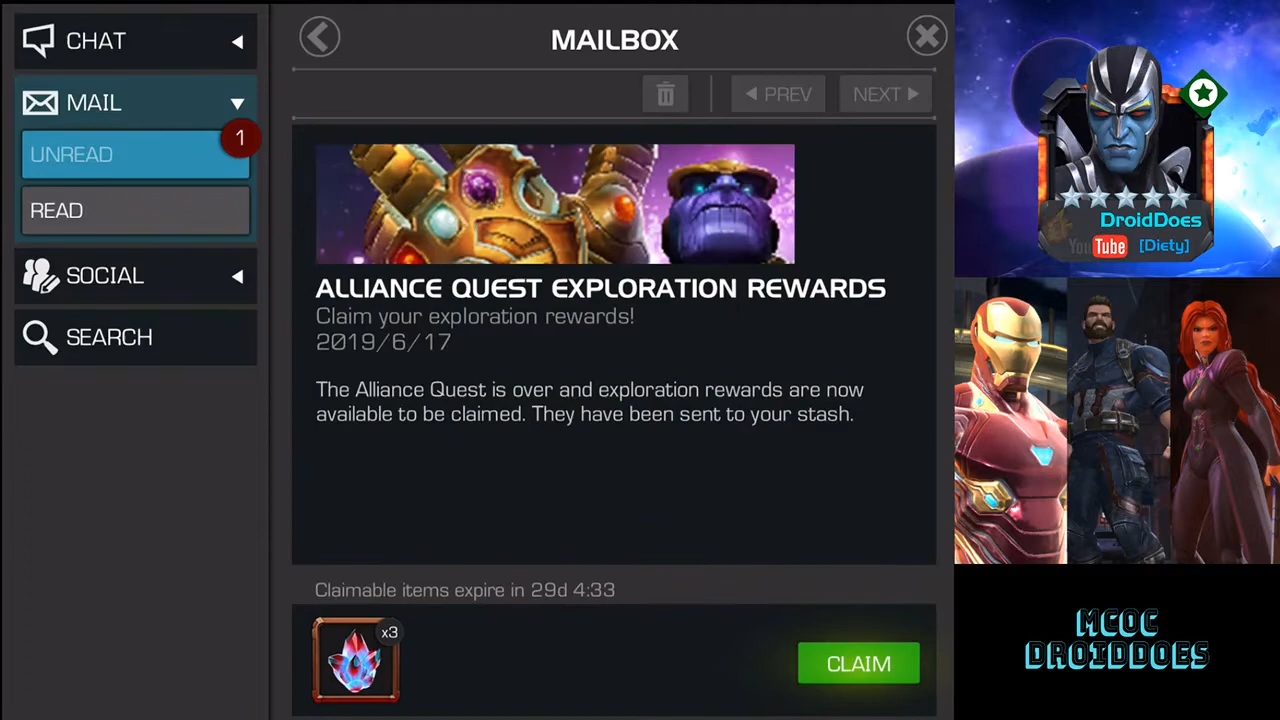 CHAT
MAIL
UNREAD
1
READ
SOCIAL
SEARCH
MAILBOX
PREV
NEXT
ALLIANCE QUEST EXPLORATION REWARDS
Claim your exploration rewards!
2019/6/17
The Alliance Quest is over and exploration rewards are now
available to be claimed. They have been sent to your stash.
Claimable items expire in 29d 4:33
x3
CLAIM
DroidDoes
YouTube [Diety]
MCOC
DROIDDOES